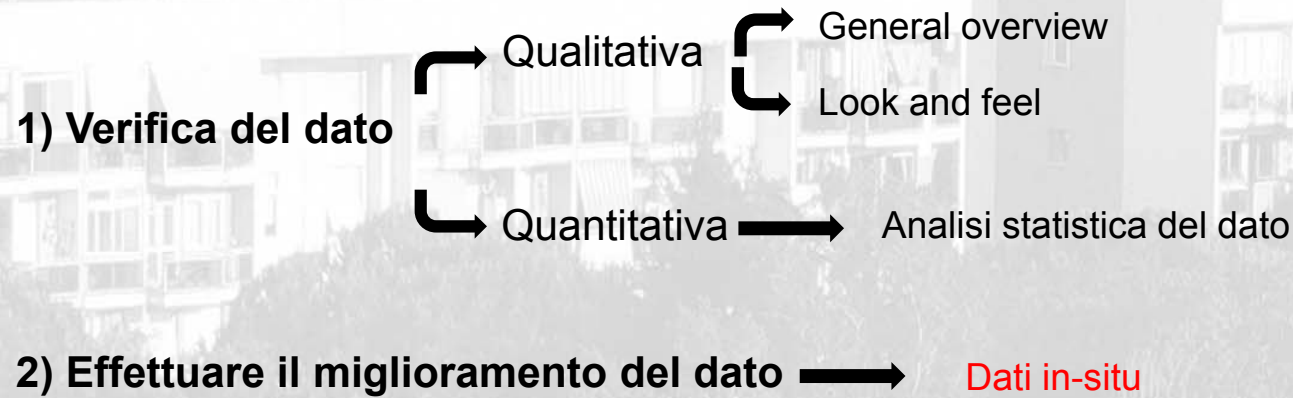 Qualitativa
General overview
Look and feel
1) Verifica del dato
Quantitativa
Analisi statistica del dato
2) Effettuare il miglioramento del dato
Dati in-situ